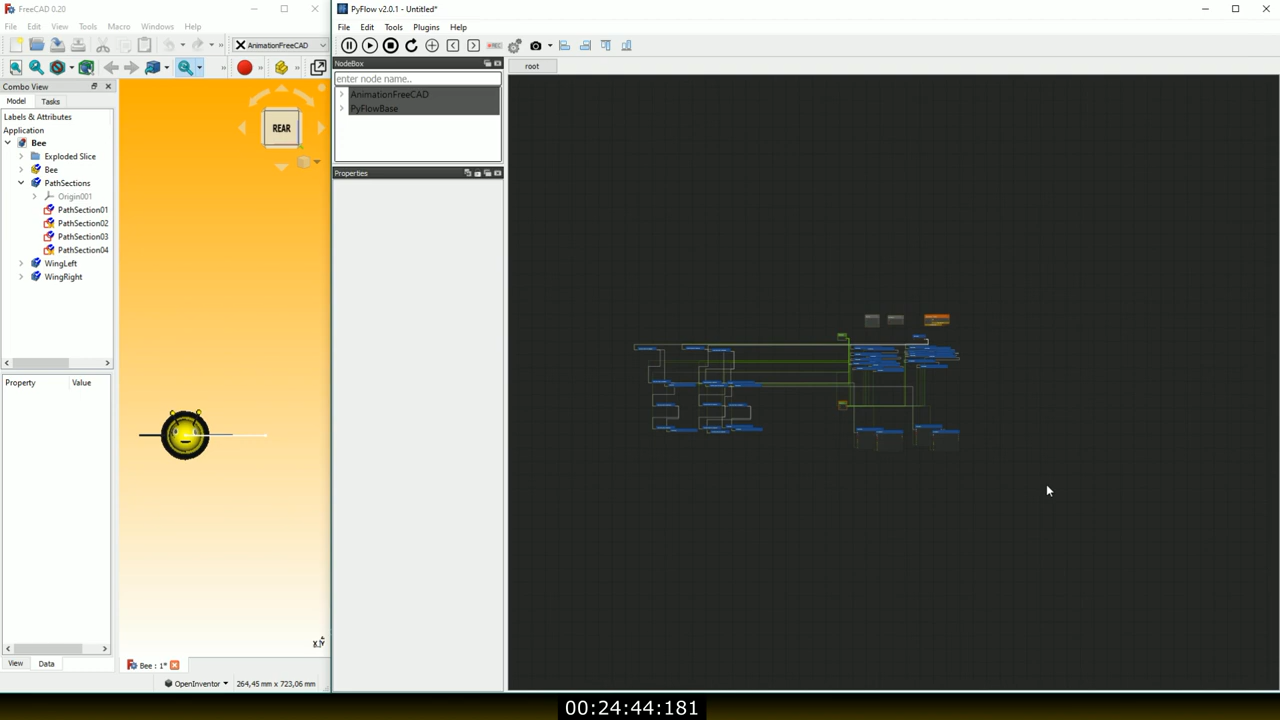 FreeCAD 0.20
File Edit View Tools Macro Windows Help
AnimationFreeCAD
Combo View
Model Tasks
Labels & Attributes
Application
Bee
Exploded Slice
Bee
PathSections
Origin001
PathSection01
PathSection02
PathSection03
PathSection04
WingLeft
WingRight
Property Value
View Data
REAR
Bee : 1*
OpenInventor 264,45 mm x 723,06 mm
PyFlow v2.0.1 - Untitled*
File Edit Tools Plugins Help
REC
NodeBox
enter node name..
AnimationFreeCAD
PyFlowBase
Properties
root
00:24:44:181